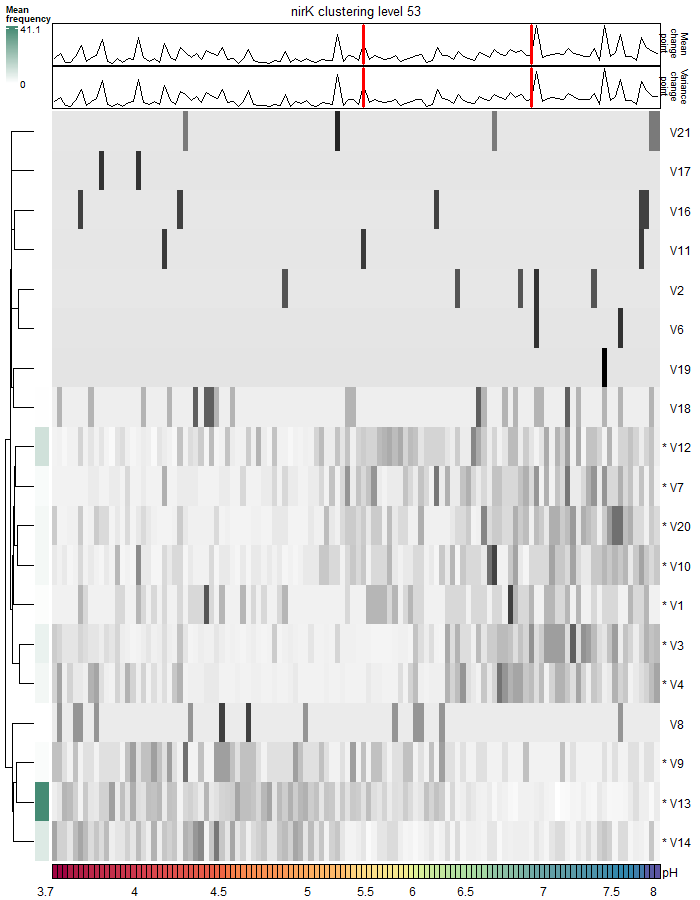 Mean
frequency
41.1
0
nirK clustering level 53
Mean
change
point
Variance
change
point
V21
V17
V16
V11
V2
V6
V19
V18
* V12
* V7
* V20
* V10
* V1
* V3
* V4
V8
* V9
* V13
* V14
pH
3.7 4 4.5 5 5.5 6 6.5 7 7.5 8